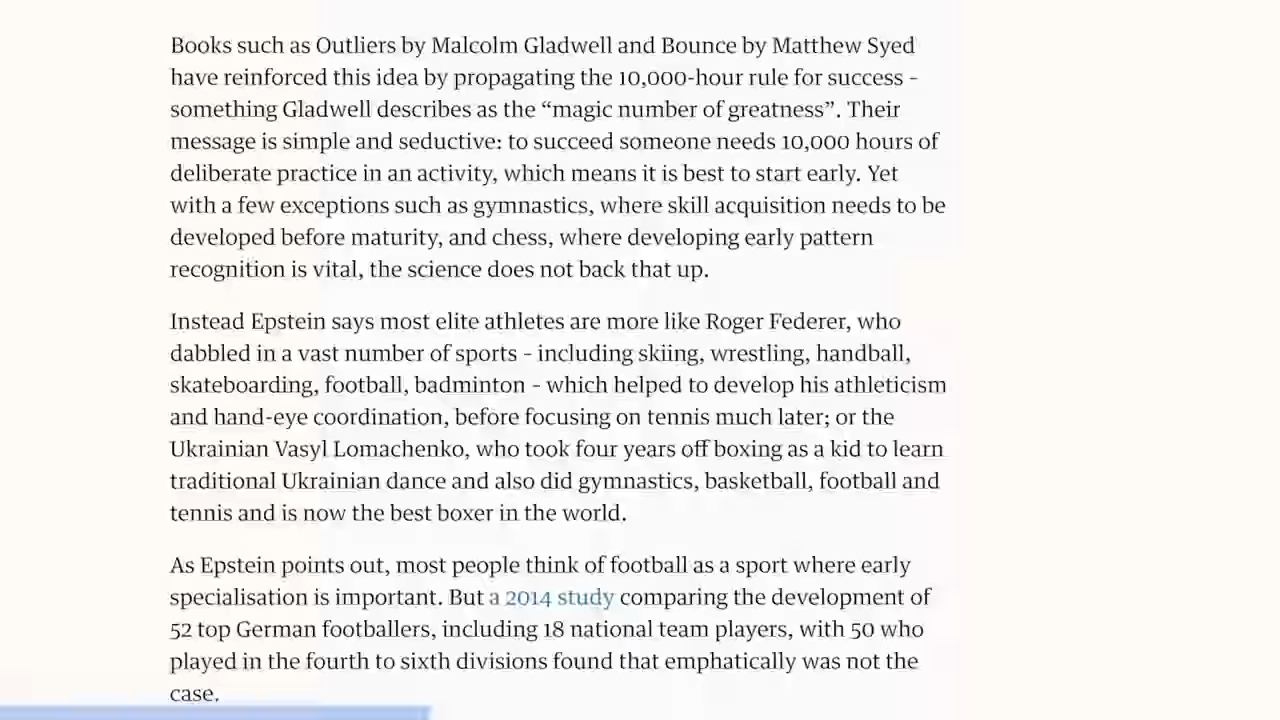 Books such as Outliers by Malcolm Gladwell and Bounce by Matthew Syed
have reinforced this idea by propagating the 10,000-hour rule for success -
something Gladwell describes as the “magic number of greatness”. Their
message is simple and seductive: to succeed someone needs 10,000 hours of
deliberate practice in an activity, which means it is best to start early. Yet
with a few exceptions such as gymnastics, where skill acquisition needs to be
developed before maturity, and chess, where developing early pattern
recognition is vital, the science does not back that up.
Instead Epstein says most elite athletes are more like Roger Federer, who
dabbled in a vast number of sports - including skiing, wrestling, handball,
skateboarding, football, badminton - which helped to develop his athleticism
and hand-eye coordination, before focusing on tennis much later; or the
Ukrainian Vasyl Lomachenko, who took four years off boxing as a kid to learn
traditional Ukrainian dance and also did gymnastics, basketball, football and
tennis and is now the best boxer in the world.
As Epstein points out, most people think of football as a sport where early
specialisation is important. But a 2014 study comparing the development of
52 top German footballers, including 18 national team players, with 50 who
played in the fourth to sixth divisions found that emphatically was not the
case.